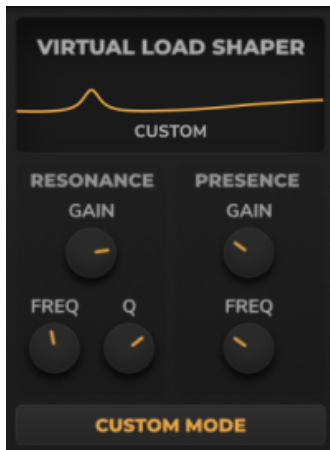 VIRTUAL LOAD SHAPER
CUSTOM
RESONANCE
GAIN
FREQ Q
PRESENCE
GAIN
FREQ
CUSTOM MODE